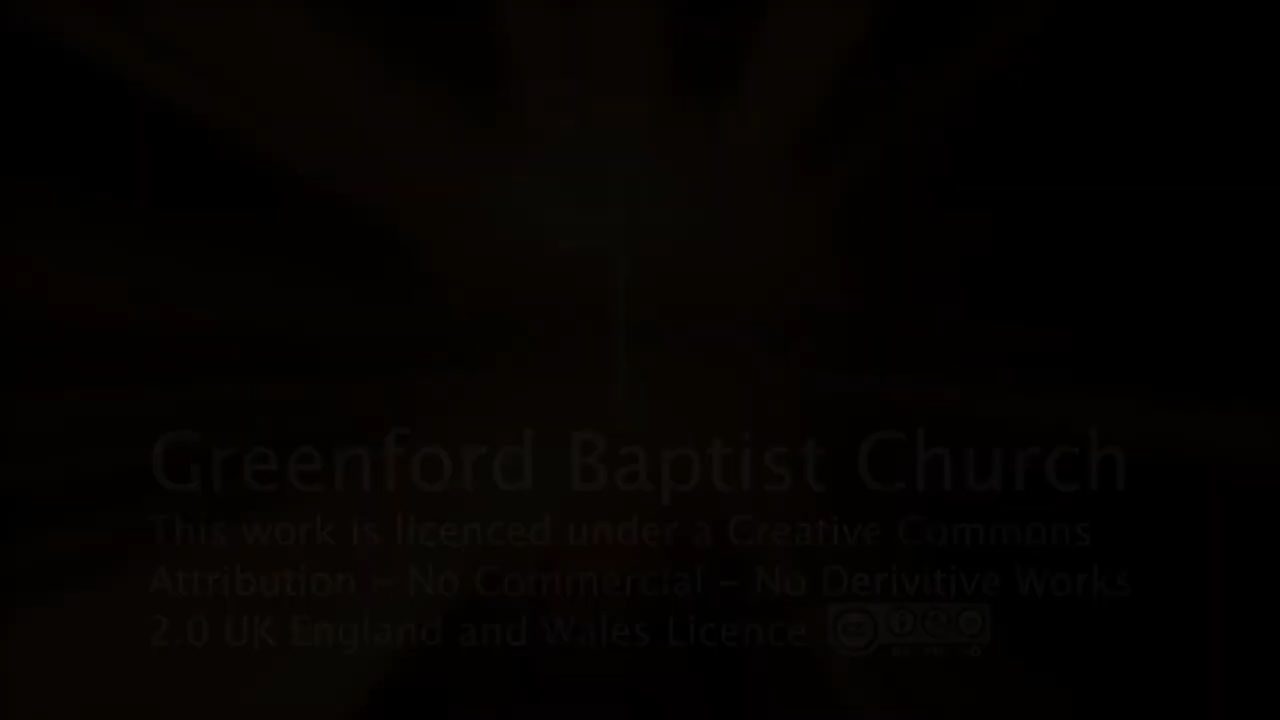 Greenford Baptist Church
This work is licenced under a Creative Commons
Attribution – No Commercial – No Derivitive Works
2.0 UK England and Wales Licence